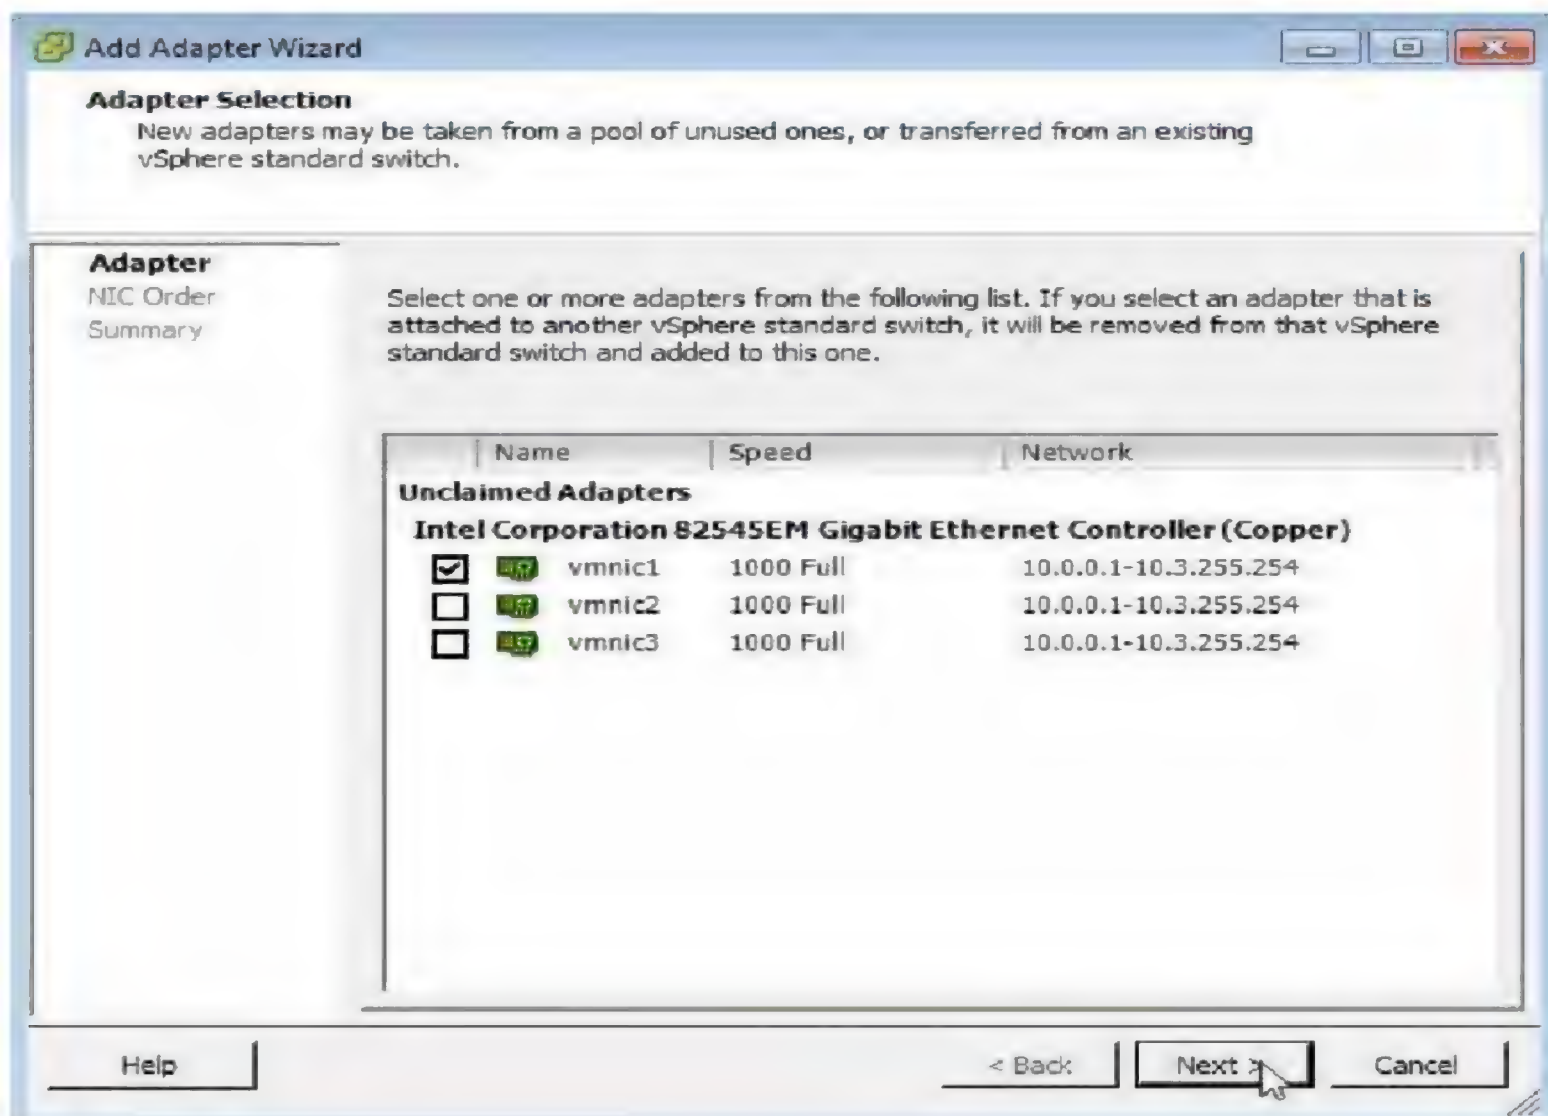 Add Adapter Wizard
Adapter Selection
New adapters may be taken from a pool of unused ones, or transferred from an existing
vSphere standard switch.
Adapter
NIC Order
Summary
Select one or more adapters from the following list. If you select an adapter that is
attached to another vSphere standard switch, it will be removed from that vSphere
standard switch and added to this one.
Name Speed Network
Unclaimed Adapters
Intel Corporation 82545EM Gigabit Ethernet Controller (Copper)
vmnic1 1000 Full 10.0.0.1-10.3.255.254
vmnic2 1000 Full 10.0.0.1-10.3.255.254
vmnic3 1000 Full 10.0.0.1-10.3.255.254
Help < Back Next > Cancel